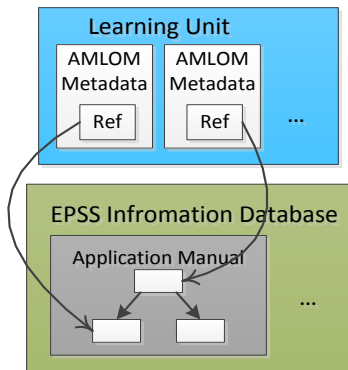 Learning Unit
AMLOM
Metadata
Ref
AMLOM
Metadata
Ref
...
EPSS Infromation Database
Application Manual
...